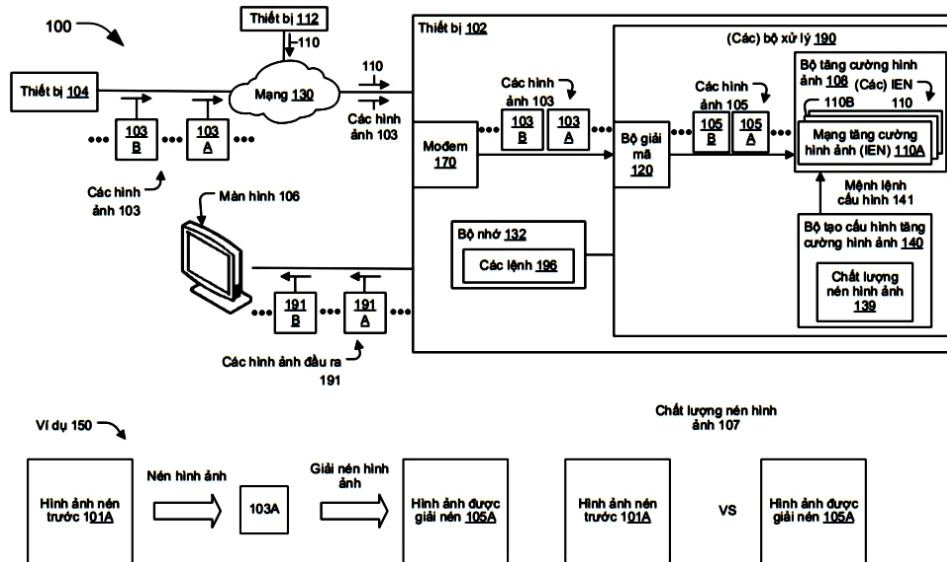 100
Thiết bị 112
110
Thiết bị 104
Mạng 130
110
Các hình
ảnh 103
103
B
103
A
Các hình
ảnh 103
Màn hình 106
191
B
191
A
Các hình ảnh đầu ra
191
Thiết bị 102
Môđem
170
Các hình
ảnh 103
103
B
103
A
Bộ nhớ 132
Các lệnh 196
(Các) bộ xử lý 190
Bộ giải
mã
120
Các hình
ảnh 105
105
B
105
A
Bộ tăng cường hình
ảnh 108
(Các) IEN
110
110B
Mạng tăng cường
hình ảnh (IEN) 110A
Mệnh lệnh
cấu hình 141
Bộ tạo cấu hình tăng
cường hình ảnh 140
Chất lượng
nén hình ảnh
139
Ví dụ 150
Hình ảnh nén
trước 101A
Nén hình ảnh
103A
Giải nén hình
ảnh
Hình ảnh được
giải nén 105A
Chất lượng nén hình
ảnh 107
Hình ảnh nén
trước 101A
VS
Hình ảnh được
giải nén 105A